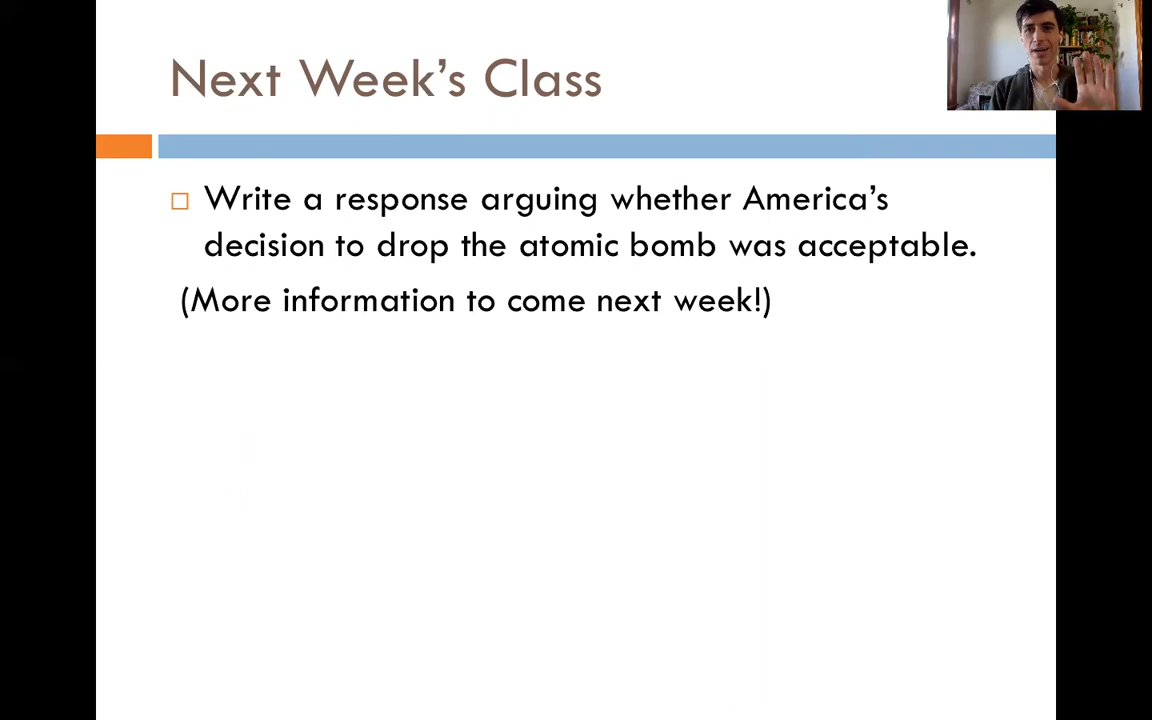 Next Week’s Class
Write a response arguing whether America’s
decision to drop the atomic bomb was acceptable.
(More information to come next week!)